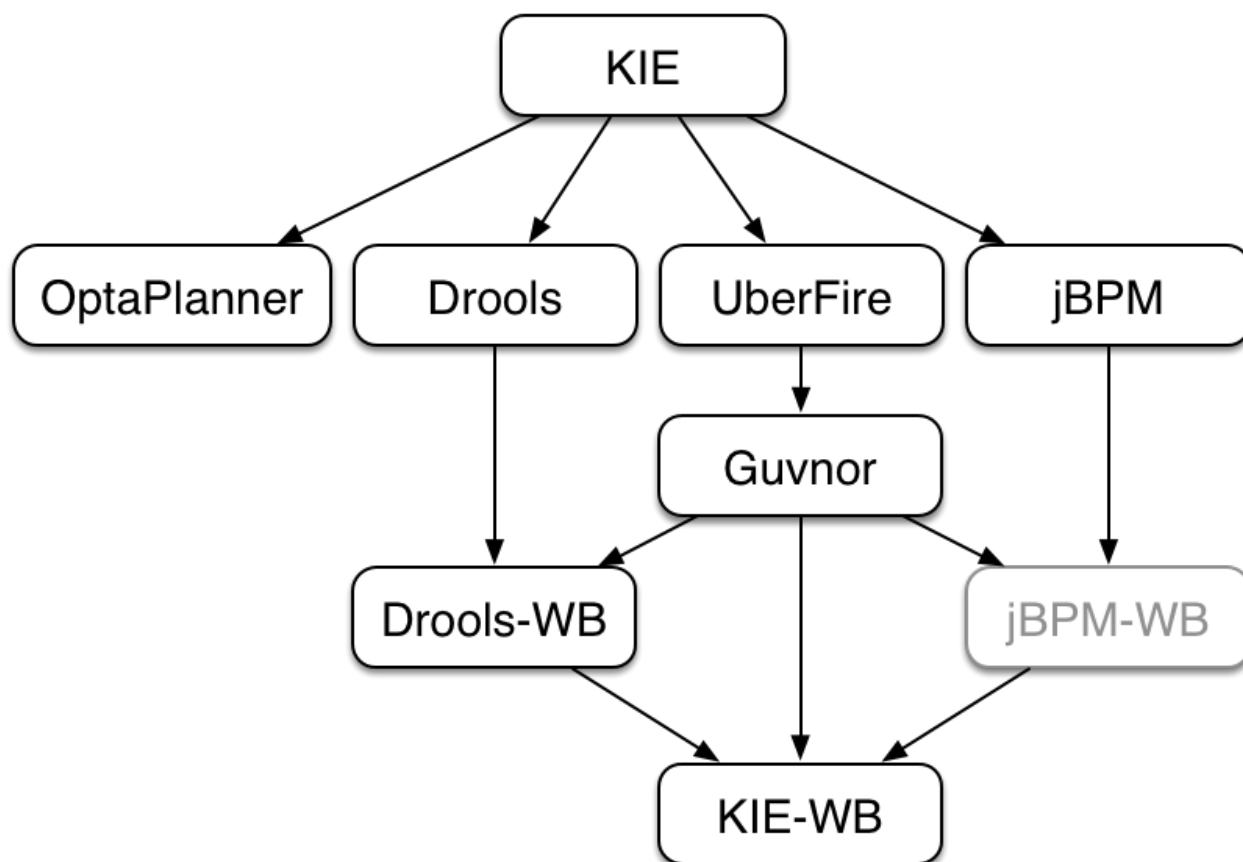 KIE
OptaPlanner
Drools
UberFire
jBPM
Guvnor
Drools-WB
jBPM-WB
KIE-WB